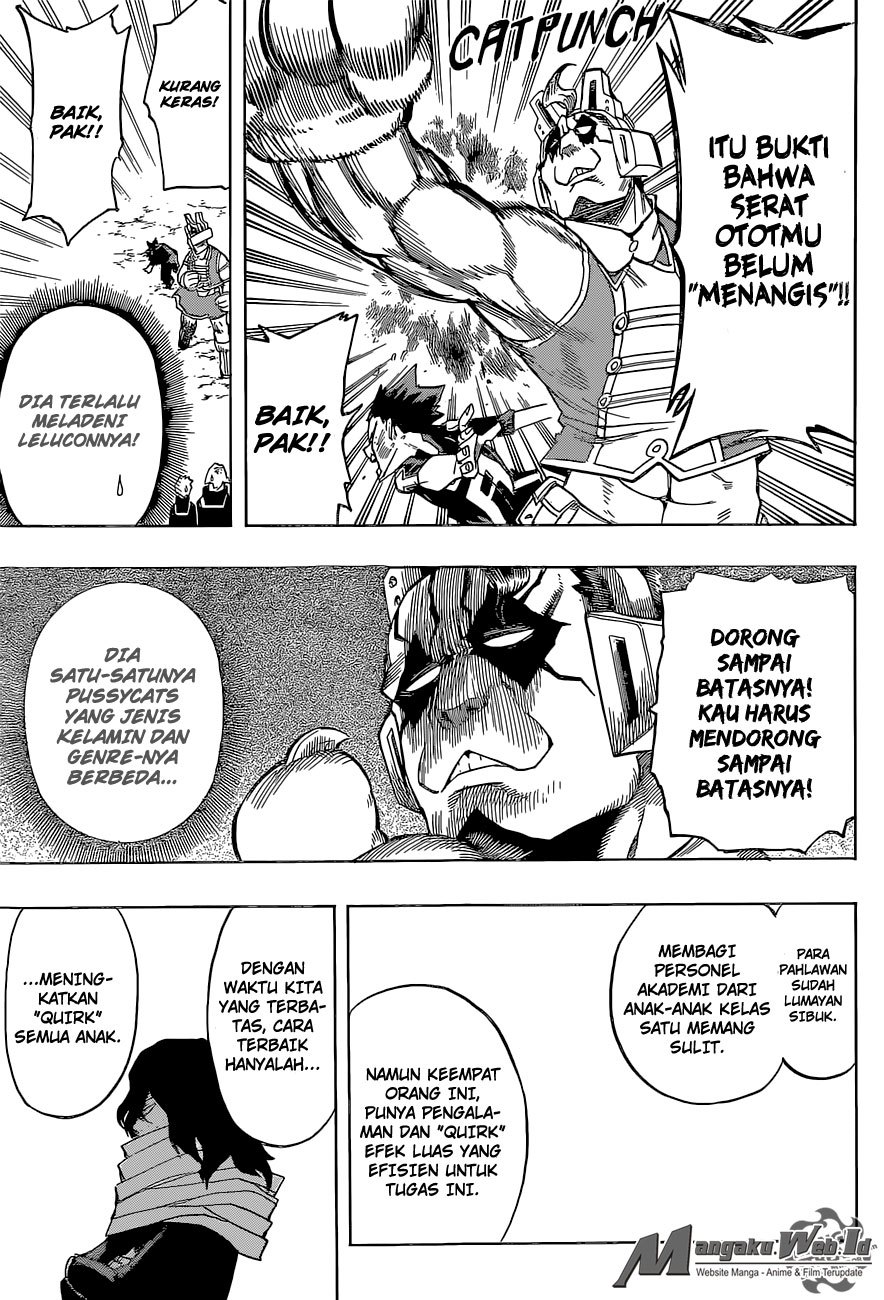 CATPUNCH
ITU BUKTI
BAHWA
SERAT
OTOTMU
BELUM
"MENANGIS"!!
BAIK,
PAK!!
KURANG
KERAS!
BAIK,
PAK!!
DIA TERLALU
MELADENI
LELUCONNYA!
DORONG
SAMPAI
BATASNYA!
KAU HARUS
MENDORONG
SAMPAI
BATASNYA!
DIA
SATU-SATUNYA
PUSSYCATS
YANG JENIS
KELAMIN DAN
GENRE-NYA
BERBEDA...
PARA
PAHLAWAN
SUDAH
LUMAYAN
SIBUK.
MEMBAGI
PERSONEL
AKADEMI DARI
ANAK-ANAK KELAS
SATU MEMANG
SULIT.
NAMUN KEEMPAT
ORANG INI,
PUNYA PENGALA-
MAN DAN "QUIRK"
EFEK LUAS YANG
EFISIEN UNTUK
TUGAS INI.
DENGAN
WAKTU KITA
YANG TERBA-
TAS, CARA
TERBAIK
HANYALAH...
...MENING-
KATKAN
"QUIRK"
SEMUA ANAK.
Mangaku.Web.Id
Website Manga - Anime & Film Terupdate